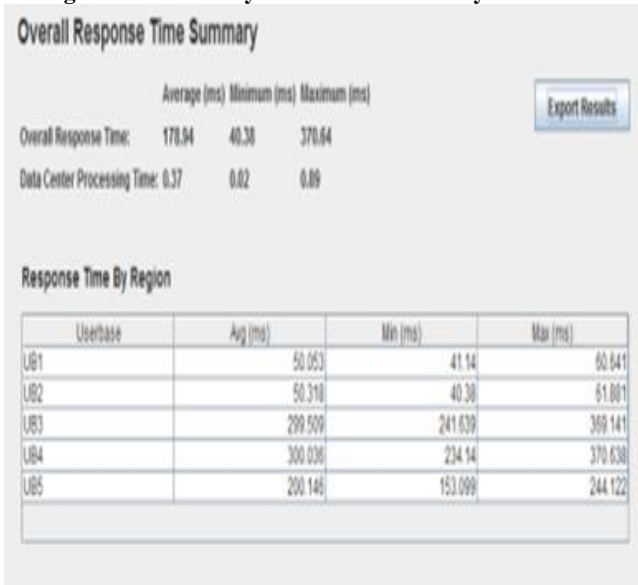 Overall Response Time Summary
Average (ms) Minimum (ms) Maximum (ms)
Export Results
Overall Response Time: 178.94 40.38 370.64
Data Center Processing Time: 0.37 0.02 0.89
Response Time By Region
Userbase Avg (ms) Min (ms) Max (ms)
UB1 50.053 41.14 60.641
UB2 50.318 40.38 61.881
UB3 299.509 241.639 369.141
UB4 300.036 234.14 370.638
UB5 200.146 153.099 244.122